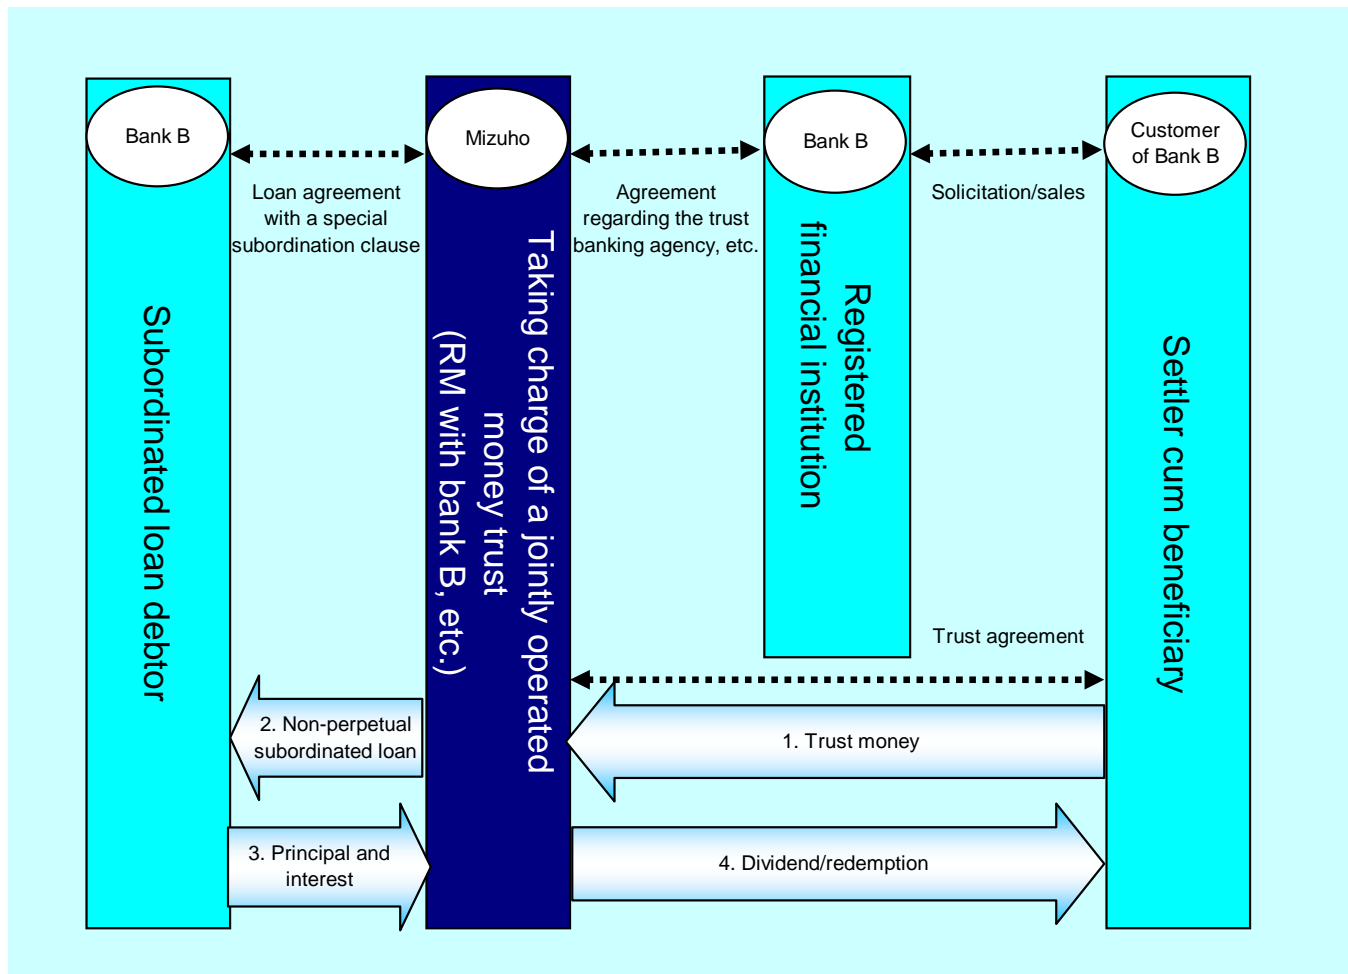 Bank B
Mizuho
Bank B
Customer
of Bank B
Loan agreement
with a special
subordination clause
Agreement
regarding the trust
banking agency, etc.
Solicitation/sales
Subordinated loan debtor
Taking charge of a jointly operated
money trust
(RM with bank B, etc.)
Registered
financial institution
Settler cum beneficiary
Trust agreement
2. Non-perpetual
subordinated loan
1. Trust money
3. Principal and
interest
4. Dividend/redemption